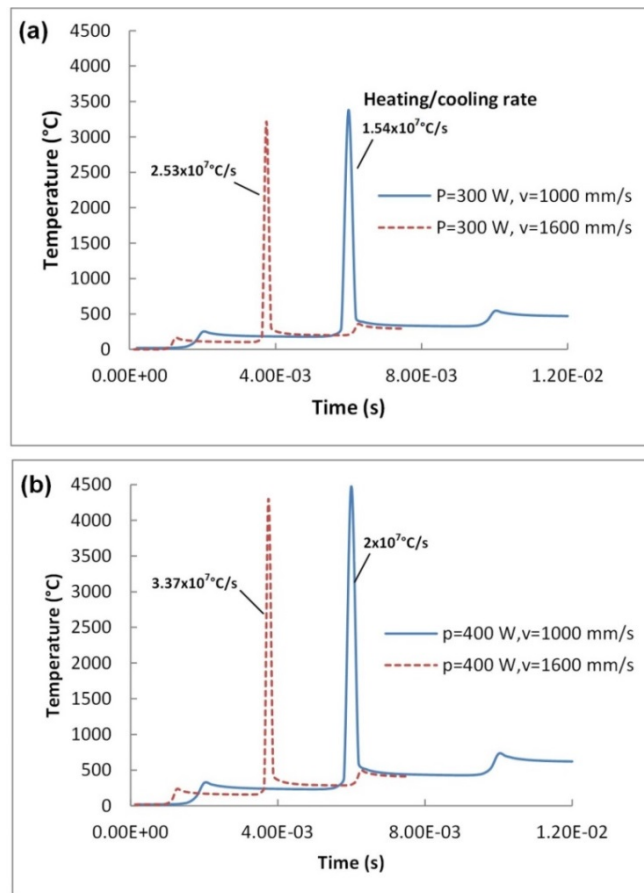 (a)
Temperature (°C)
4500
4000
3500
3000
2500
2000
1500
1000
500
0
Heating/cooling rate
1.54x10⁷°C/s
2.53x10⁷°C/s
P=300 W, v=1000 mm/s
P=300 W, v=1600 mm/s
0.00E+00 4.00E-03 8.00E-03 1.20E-02
Time (s)
(b)
Temperature (°C)
4500
4000
3500
3000
2500
2000
1500
1000
500
0
2x10⁷°C/s
3.37x10⁷°C/s
p=400 W,v=1000 mm/s
p=400 W,v=1600 mm/s
0.00E+00 4.00E-03 8.00E-03 1.20E-02
Time (s)